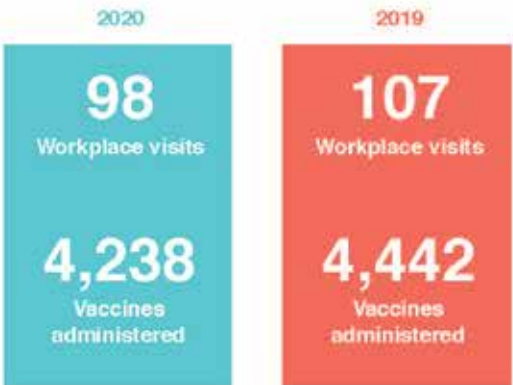 2020
98
Workplace visits
4,238
Vaccines
administered
2019
107
Workplace visits
4,442
Vaccines
administered